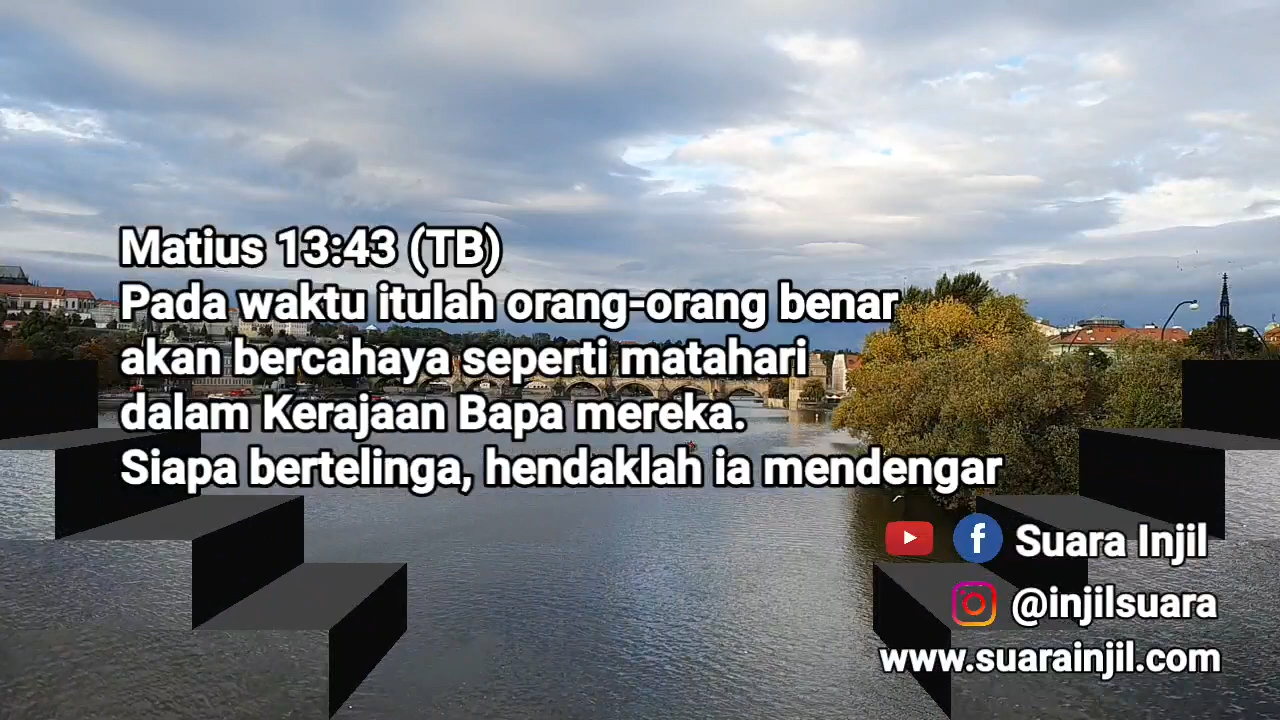 Matius 13:43 (TB)
Pada waktu itulah orang-orang benar
akan bercahaya seperti matahari
dalam Kerajaan Bapa mereka.
Siapa bertelinga, hendaklah ia mendengar
Suara Injil
@injilsuara
www.suarainjil.com